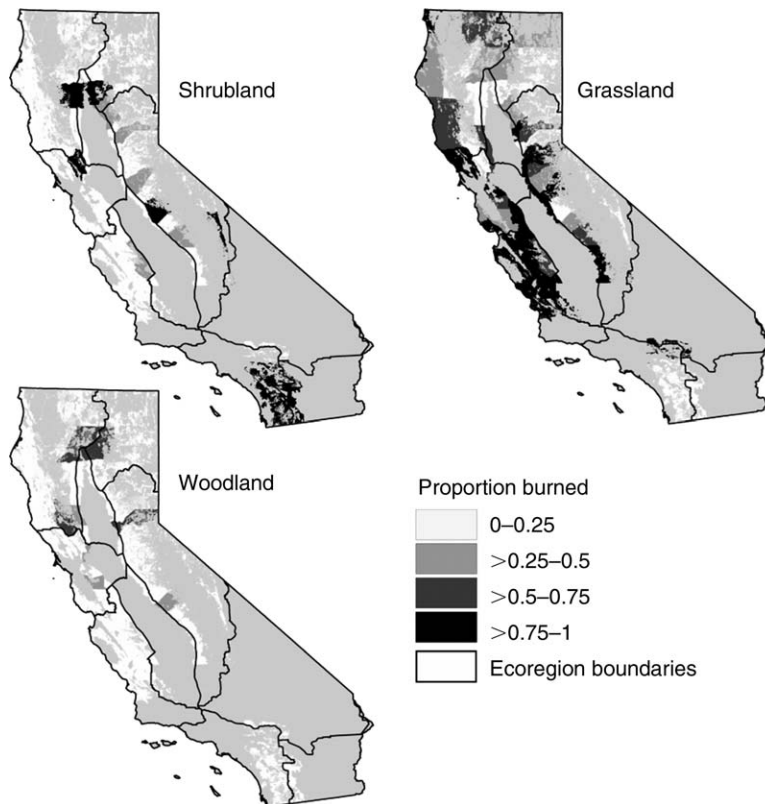 Shrubland
Grassland
Woodland
Proportion burned
0–0.25
>0.25–0.5
>0.5–0.75
>0.75–1
Ecoregion boundaries